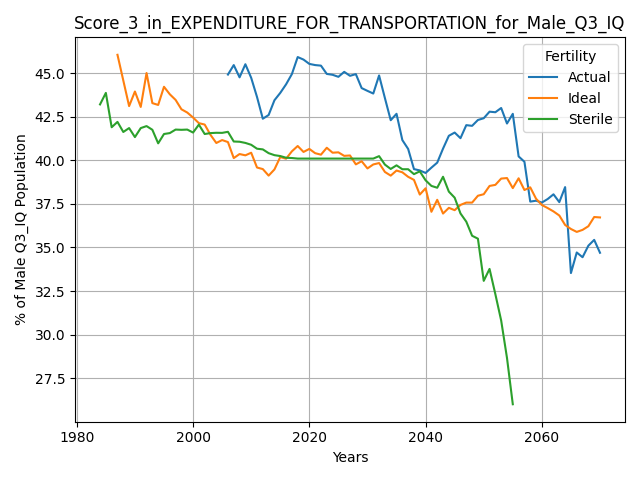 Score_3_in_EXPENDITURE_FOR_TRANSPORTATION_for_Male_Q3_IQ
Fertility
Actual
Ideal
Sterile
% of Male Q3_IQ Population
45.0
42.5
40.0
37.5
35.0
32.5
30.0
27.5
1980
2000
2020
2040
2060
Years